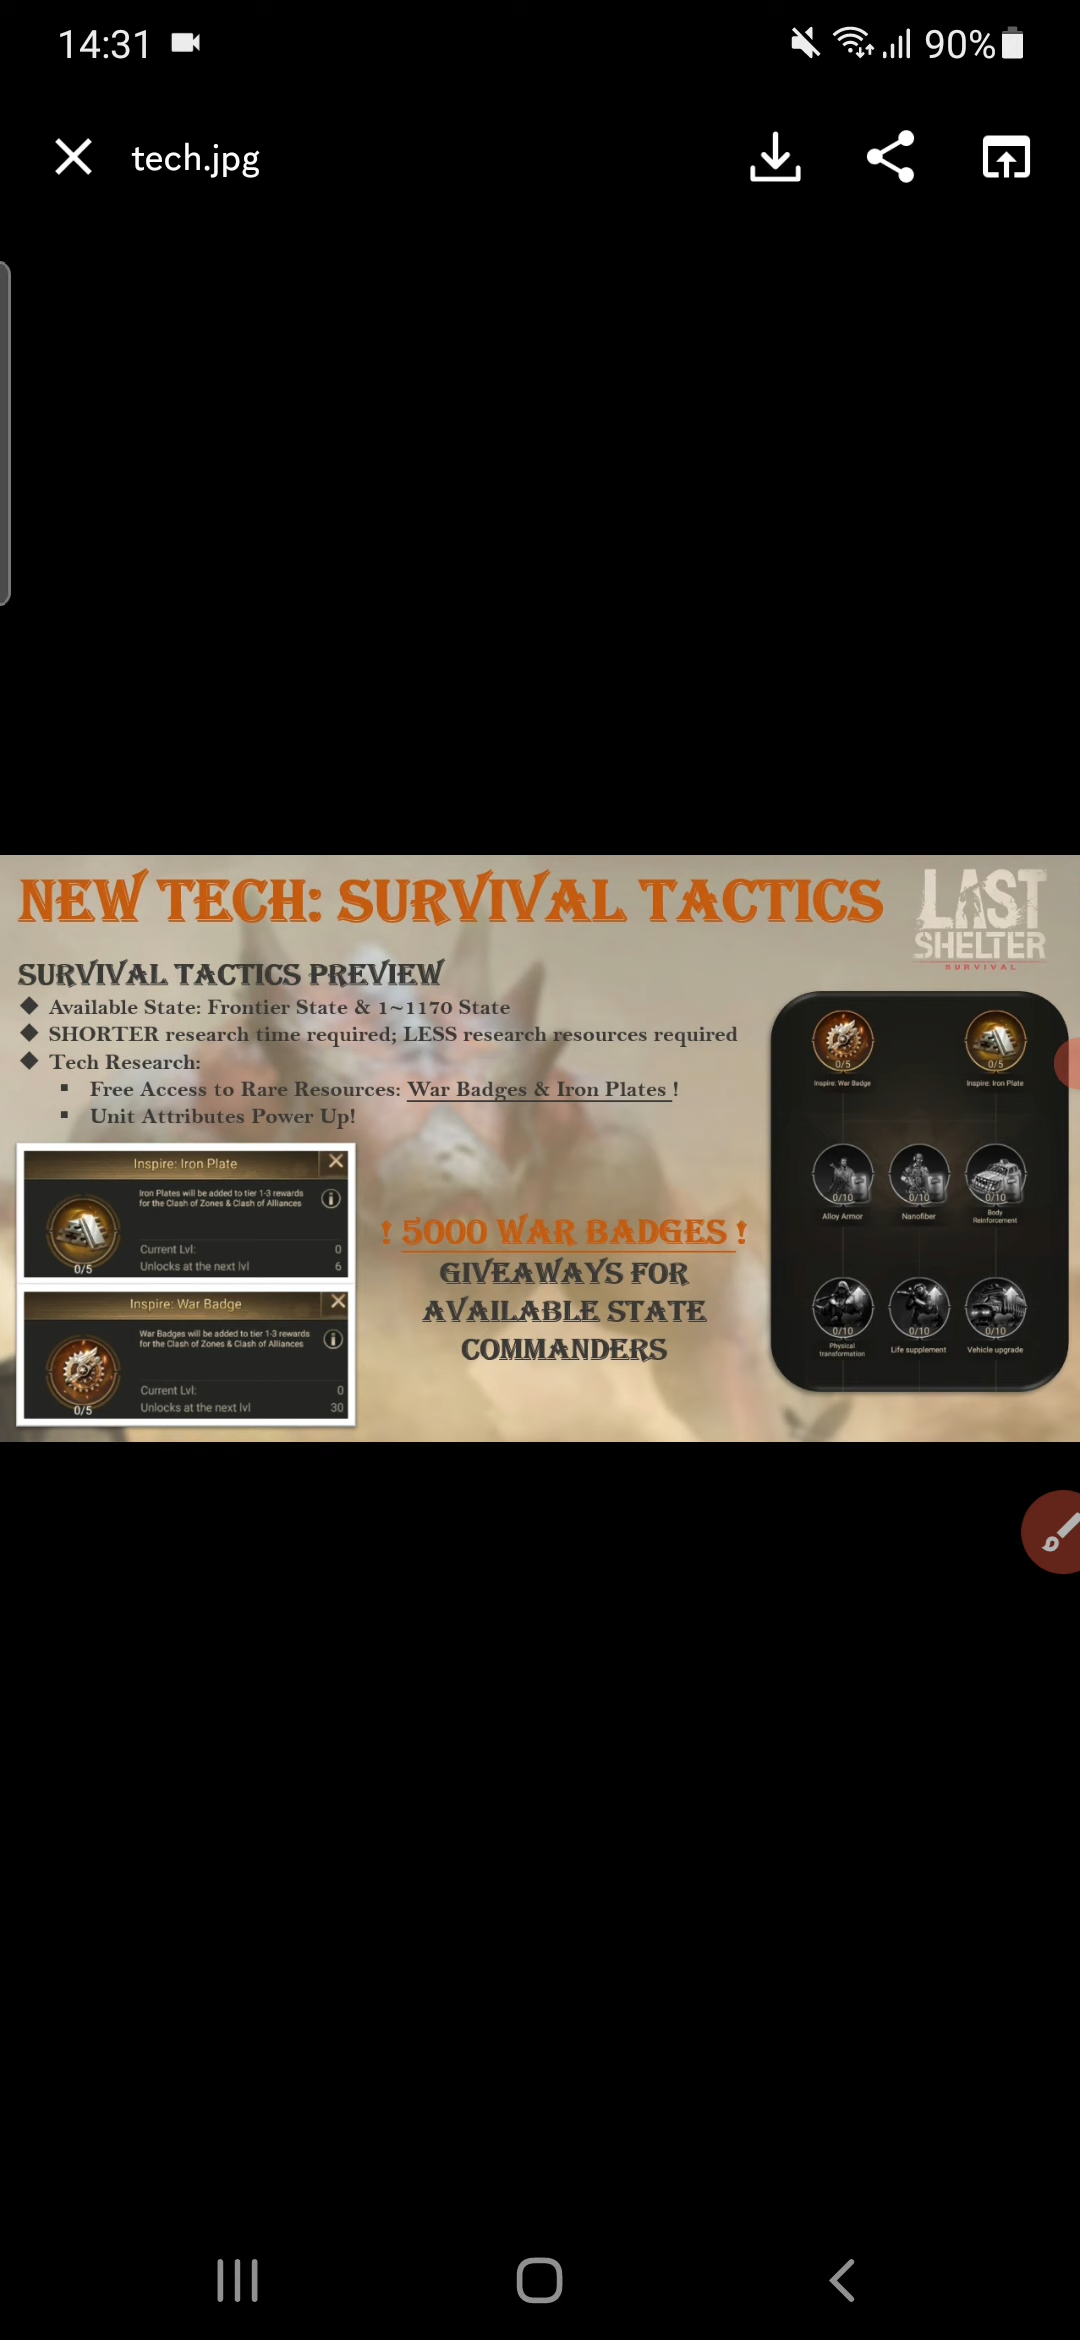 14:31
90%
tech.jpg
NEW TECH: SURVIVAL TACTICS
LAST
SHELTER
SURVIVAL
SURVIVAL TACTICS PREVIEW
◆ Available State: Frontier State & 1~1170 State
◆ SHORTER research time required; LESS research resources required
◆ Tech Research:
▪ Free Access to Rare Resources: War Badges & Iron Plates !
▪ Unit Attributes Power Up!
Inspire: Iron Plate
Iron Plates will be added to tier 1-3 rewards
for the Clash of Zones & Clash of Alliances
Current Lvl: 0
Unlocks at the next lvl 6
0/5
Inspire: War Badge
War Badges will be added to tier 1-3 rewards
for the Clash of Zones & Clash of Alliances
Current Lvl: 0
Unlocks at the next lvl 30
0/5
! 5000 WAR BADGES !
GIVEAWAYS FOR
AVAILABLE STATE
COMMANDERS
0/5 0/5
Inspire: War Badge Inspire: Iron Plate
0/10 0/10 0/10
Alloy Armor Nanofiber Body
Reinforcement
0/10 0/10 0/10
Physical
transformation Life supplement Vehicle upgrade